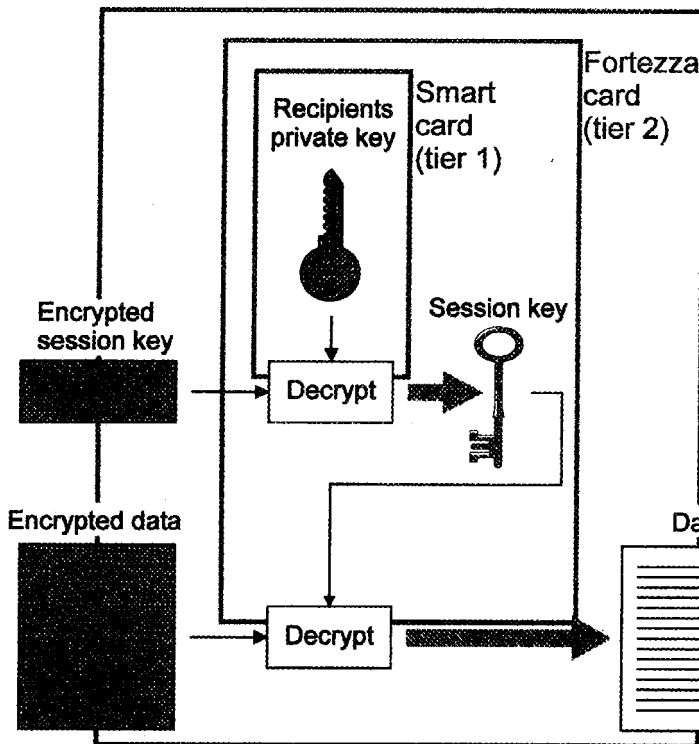 Fortezza
card
(tier 2)
Smart
card
(tier 1)
Recipients
private key
Encrypted
session key
Session key
Decrypt
Encrypted data
Da
Decrypt